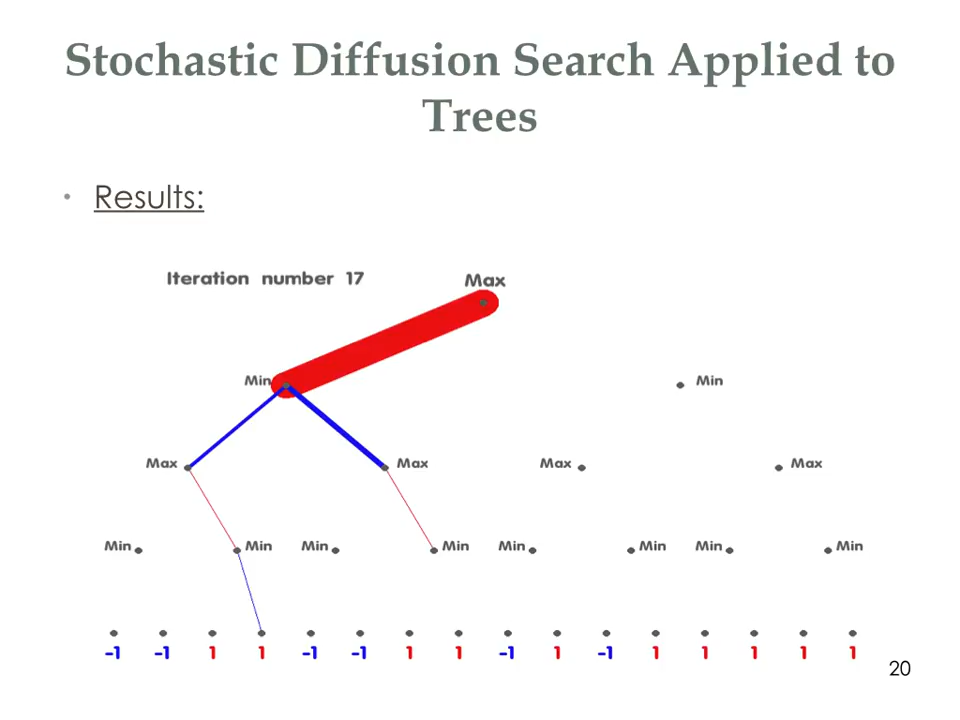 Stochastic Diffusion Search Applied to
Trees
• Results:
Iteration number 17
Max
Min
Min
Max
Max
Max
Max
Min
Min
Min
Min
Min
Min
Min
Min
-1 -1 1 1 -1 -1 1 1 -1 1 -1 1 1 1 1 1
20